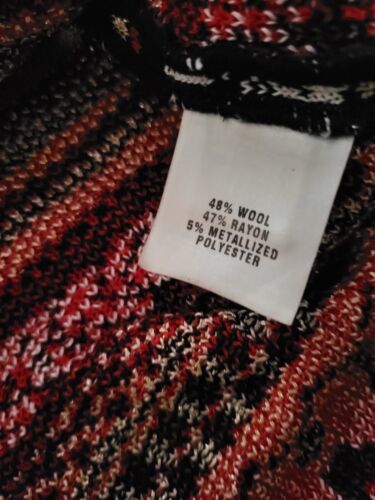 48% WOOL
47% RAYON
5% METALLIZED
POLYESTER